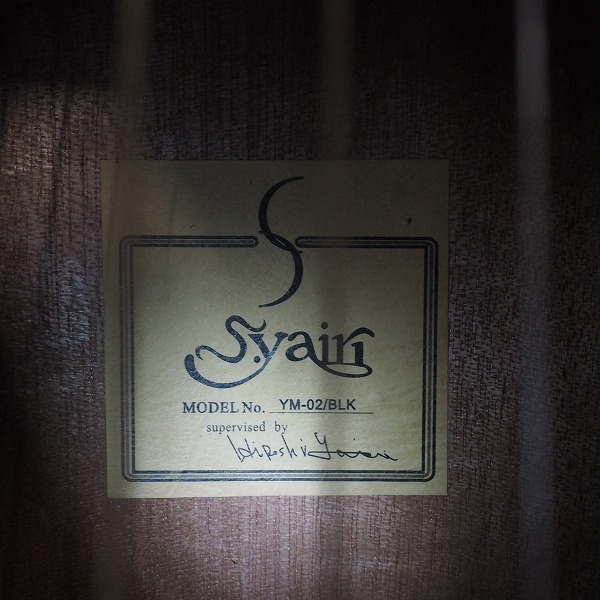 S.yairi
MODEL No. YM-02/BLK
supervised by
Hiroshi Yairi